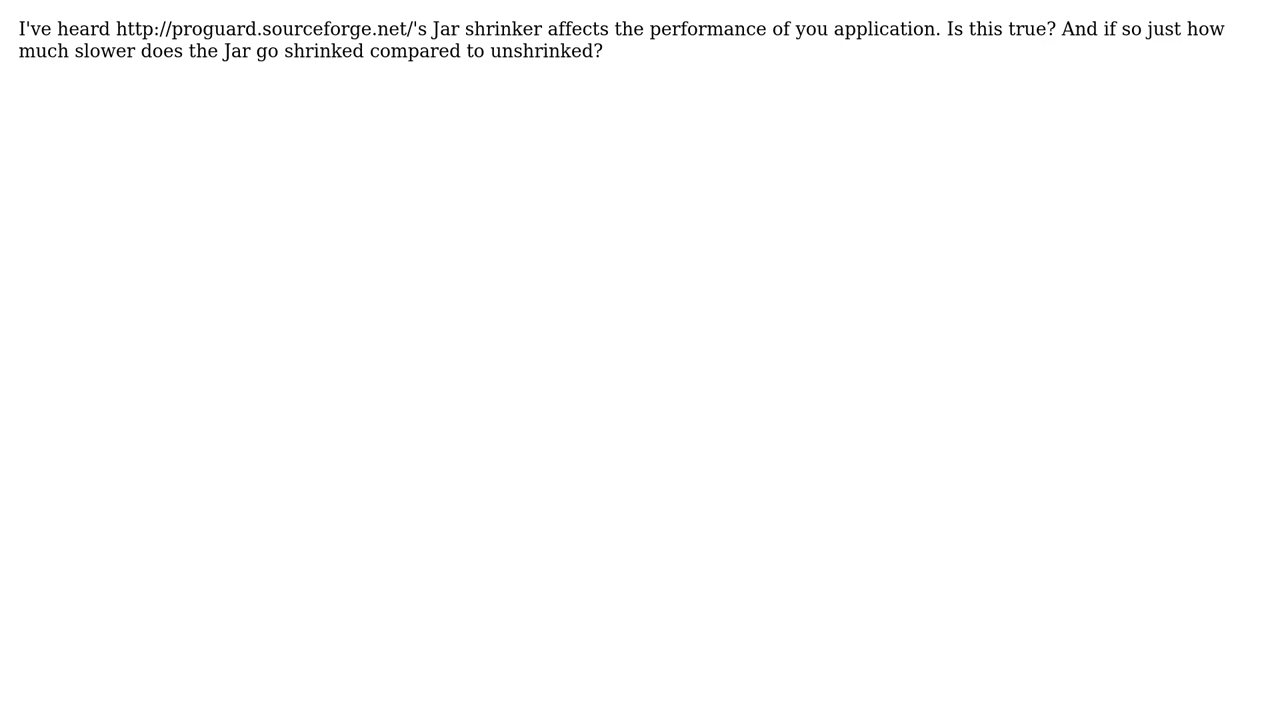 I've heard http://proguard.sourceforge.net/'s Jar shrinker affects the performance of you application. Is this true? And if so just how
much slower does the Jar go shrinked compared to unshrinked?